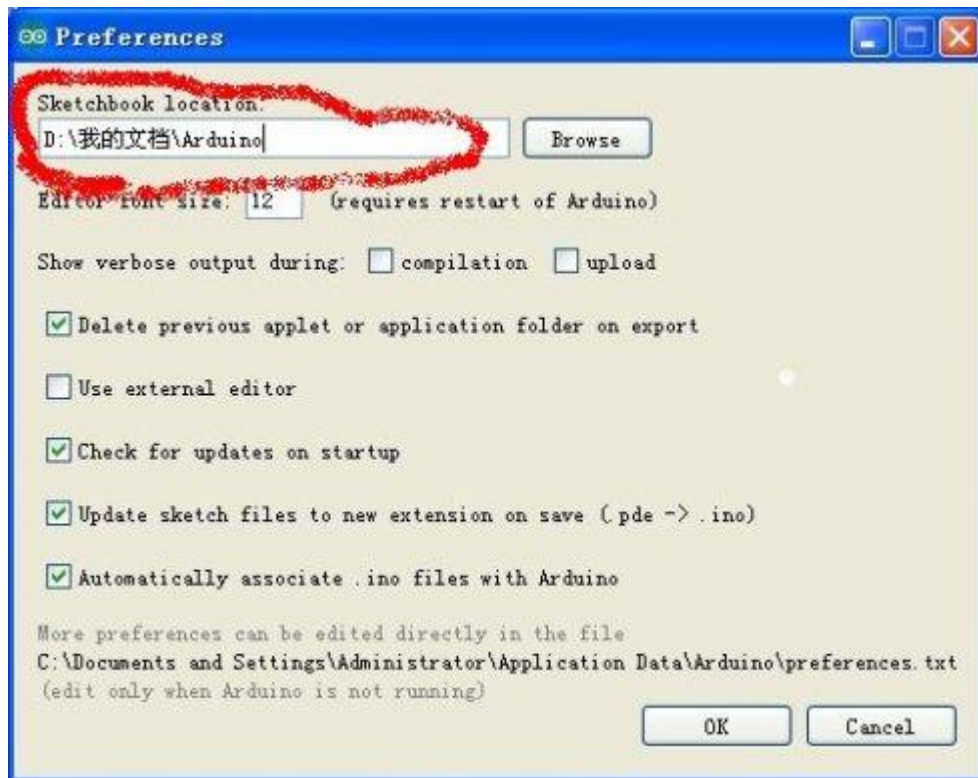 Preferences
Sketchbook location:
D:\我的文档\Arduino
Browse
Editor font size: 12 (requires restart of Arduino)
Show verbose output during: compilation upload
Delete previous applet or application folder on export
Use external editor
Check for updates on startup
Update sketch files to new extension on save (.pde -> .ino)
Automatically associate .ino files with Arduino
More preferences can be edited directly in the file
C:\Documents and Settings\Administrator\Application Data\Arduino\preferences.txt
(edit only when Arduino is not running)
OK Cancel